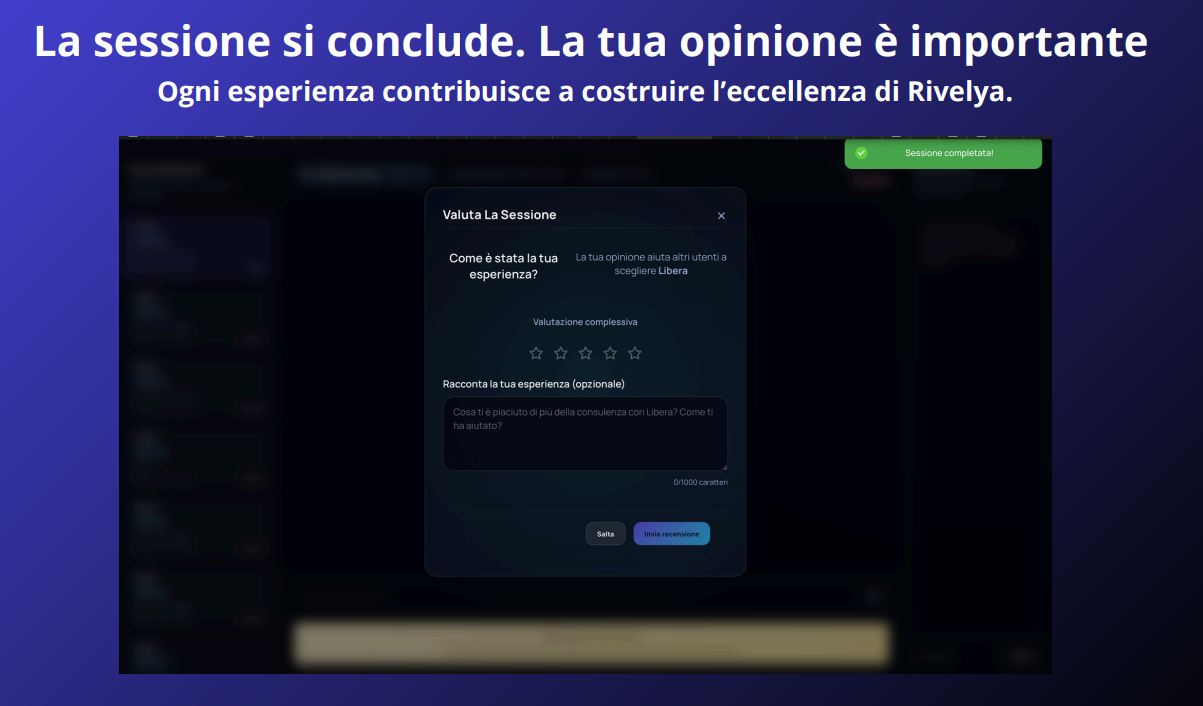 La sessione si conclude. La tua opinione è importante
Ogni esperienza contribuisce a costruire l’eccellenza di Rivelya.
Sessione completata!
Valuta La Sessione
Come è stata la tua
esperienza?
La tua opinione aiuta altri utenti a
scegliere Libera
Valutazione complessiva
Racconta la tua esperienza (opzionale)
Cosa ti è piaciuto di più della consulenza con Libera? Come ti
ha aiutato?
0/1000 caratteri
Salta
Invia recensione